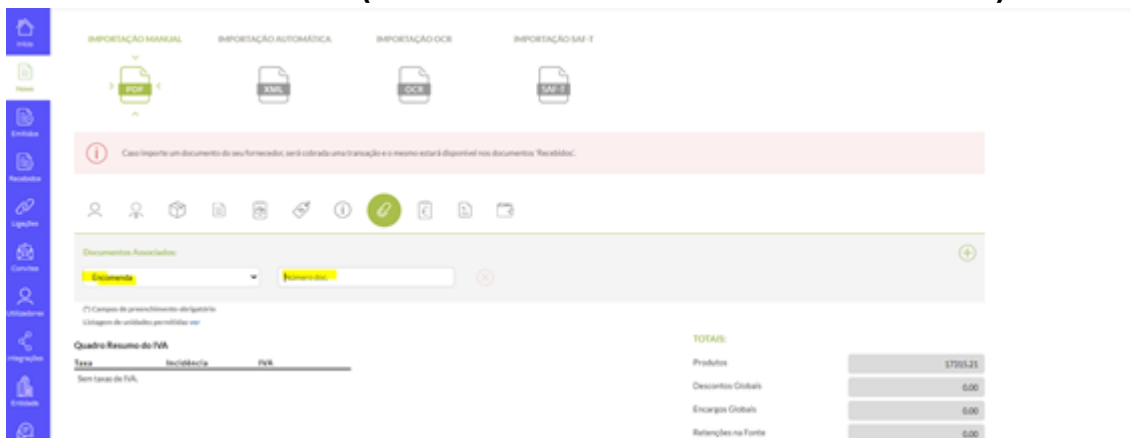 IMPORTAÇÃO MANUAL IMPORTAÇÃO AUTOMÁTICA IMPORTAÇÃO OCR IMPORTAÇÃO SAF-T
PDF XML OCR SAF-T
Caso importe um documento do seu fornecedor, será cobrada uma transação e o mesmo estará disponível nos documentos 'Recebidos'.
Início
Novo
Emitidos
Recebidos
Ligações
Convites
Utilizadores
Integrações
Entidade
Documentos Associados:
Encomenda Número doc.
(*) Campos de preenchimento obrigatório
Listagem de unidades permitidas ver
Quadro Resumo do IVA
Taxa Incidência IVA
Sem taxas de IVA.
TOTAIS:
Produtos 17315.21
Descontos Globais 0.00
Encargos Globais 0.00
Retenções na Fonte 0.00